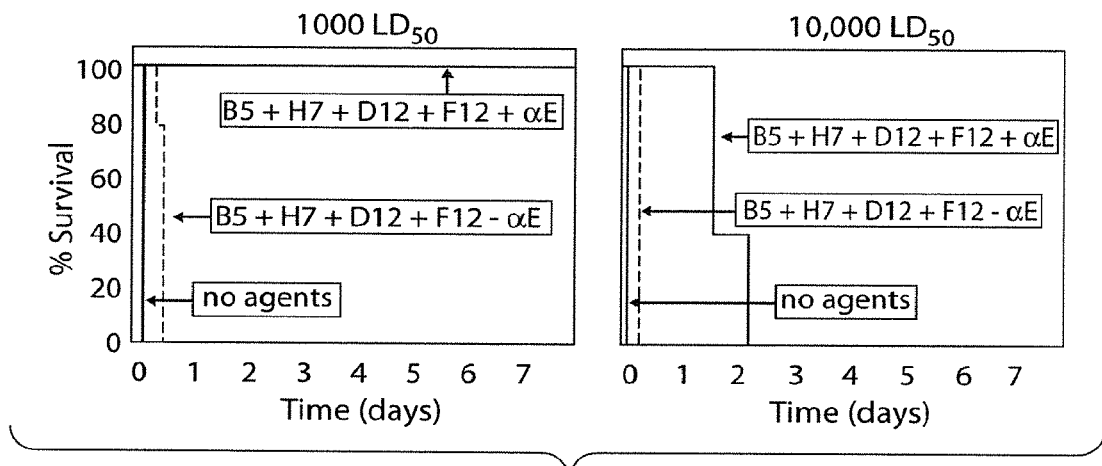 1000 LD50
100
80
60
40
20
0
% Survival
B5 + H7 + D12 + F12 + αE
B5 + H7 + D12 + F12 - αE
no agents
0 1 2 3 4 5 6 7
Time (days)
10,000 LD50
B5 + H7 + D12 + F12 + αE
B5 + H7 + D12 + F12 - αE
no agents
0 1 2 3 4 5 6 7
Time (days)